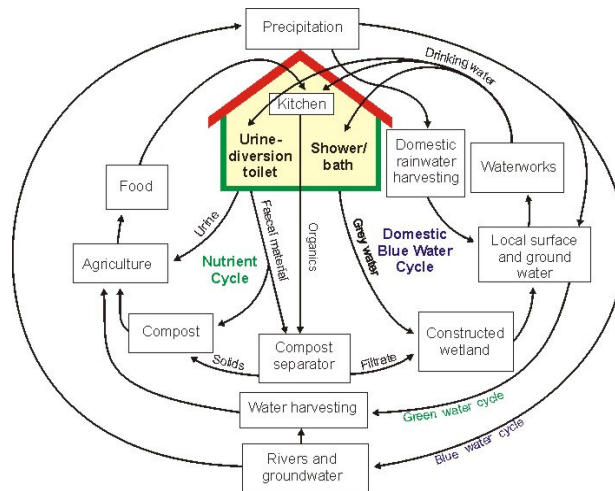 Precipitation
Drinking water
Kitchen
Urine-
diversion
toilet
Shower/
bath
Domestic
rainwater
harvesting
Waterworks
Food
Urine
Faecal material
Organics
Grey water
Domestic
Blue Water
Cycle
Local surface
and ground
water
Agriculture
Nutrient
Cycle
Compost
Solids
Compost
separator
Filtrate
Constructed
wetland
Water harvesting
Green water cycle
Rivers and
groundwater
Blue water cycle